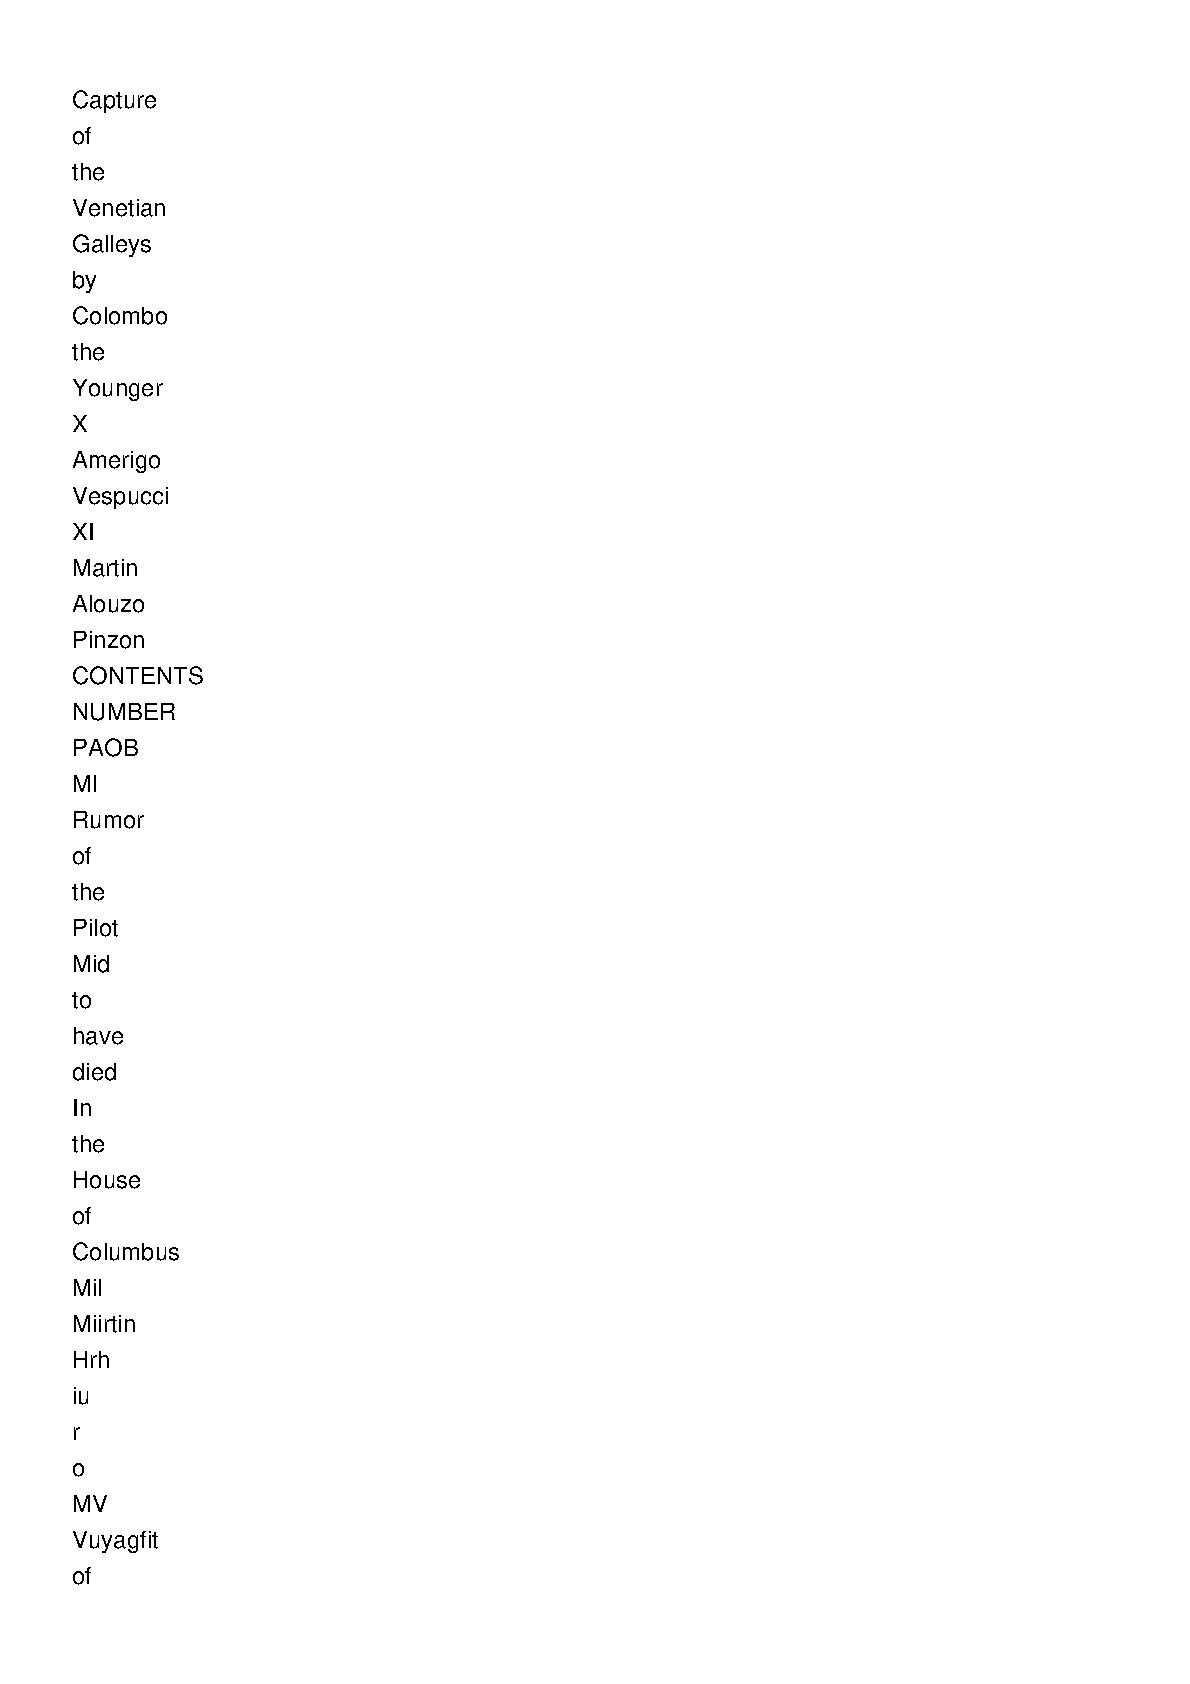 Capture
of
the
Venetian
Galleys
by
Colombo
the
Younger
X
Amerigo
Vespucci
XI
Martin
Alouzo
Pinzon
CONTENTS
NUMBER
PAOB
MI
Rumor
of
the
Pilot
Mid
to
have
died
In
the
House
of
Columbus
Mil
Miirtin
Hrh
iu
r
o
MV
Vuyagfit
of